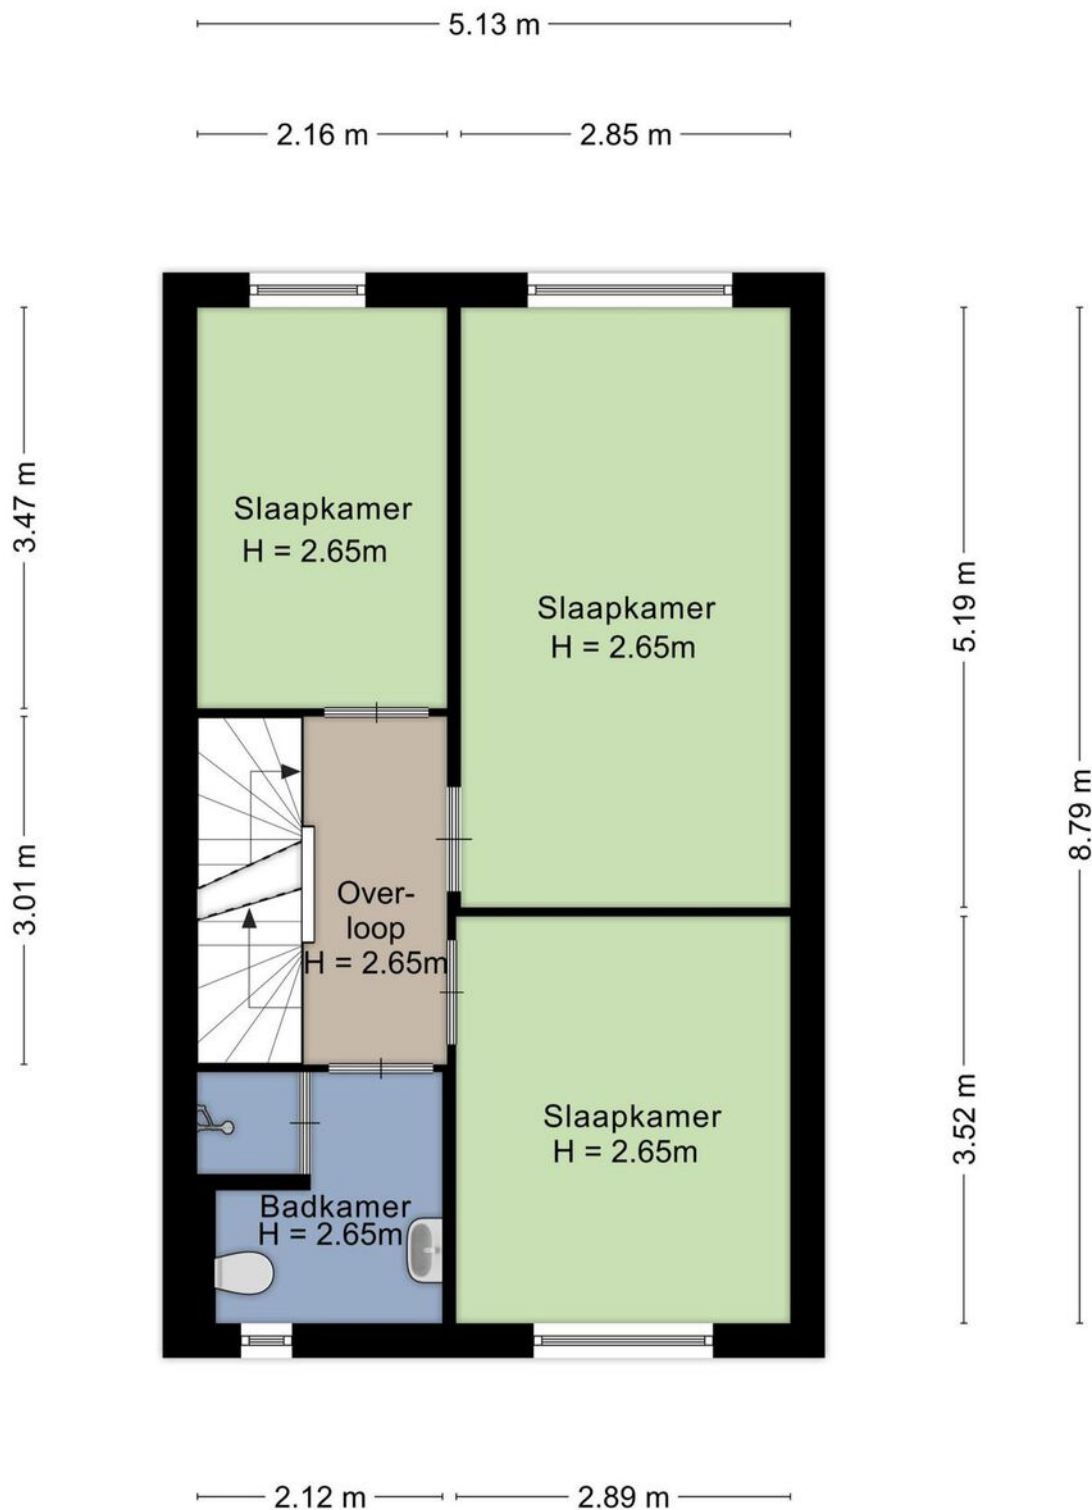 5.13 m
2.16 m
2.85 m
3.47 m
Slaapkamer
H = 2.65m
Slaapkamer
H = 2.65m
5.19 m
8.79 m
3.01 m
Over-
loop
H = 2.65m
Slaapkamer
H = 2.65m
3.52 m
Badkamer
H = 2.65m
2.12 m
2.89 m